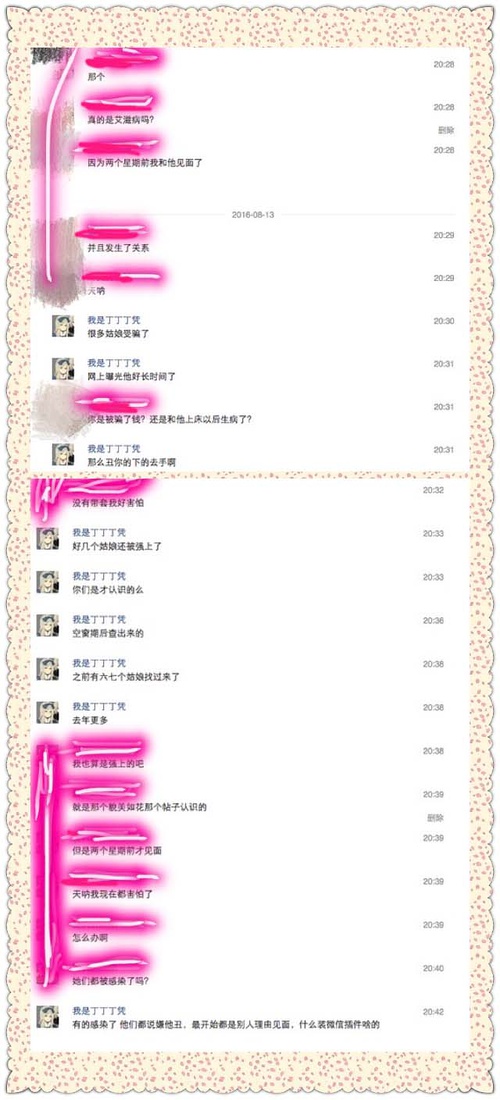 20:28
那个
20:28
真的是艾滋病吗?
删除
20:28
因为两个星期前我和他见面了
2016-08-13
20:29
并且发生了关系
20:29
天呐
我是丁丁丁凭 20:30
很多姑娘受骗了
我是丁丁丁凭 20:31
网上曝光他好长时间了
20:31
你是被骗了钱? 还是和他上床以后生病了?
我是丁丁丁凭 20:31
那么丑你的下的去手啊
20:32
没有带套我好害怕
我是丁丁丁凭 20:33
好几个姑娘还被强上了
我是丁丁丁凭 20:33
你们是才认识的么
我是丁丁丁凭 20:36
空窗期后查出来的
我是丁丁丁凭 20:38
之前有六七个姑娘找过来了
我是丁丁丁凭 20:38
去年更多
20:38
我也算是强上的吧
20:39
就是那个貌美如花那个帖子认识的
删除
20:39
但是两个星期前才见面
20:39
天呐我现在都害怕了
20:39
怎么办啊
20:40
她们都被感染了吗?
我是丁丁丁凭 20:42
有的感染了 他们都说嫌他丑，最开始都是别人理由见面，什么装微信插件啥的